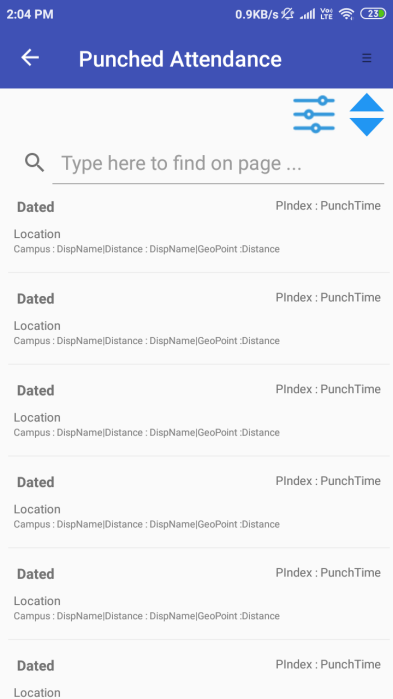 2:04 PM 0.9KB/s Vo LTE 23
Punched Attendance
Type here to find on page ...
Dated PIndex : PunchTime
Location
Campus : DispName|Distance : DispName|GeoPoint :Distance
Dated PIndex : PunchTime
Location
Campus : DispName|Distance : DispName|GeoPoint :Distance
Dated PIndex : PunchTime
Location
Campus : DispName|Distance : DispName|GeoPoint :Distance
Dated PIndex : PunchTime
Location
Campus : DispName|Distance : DispName|GeoPoint :Distance
Dated PIndex : PunchTime
Location
Campus : DispName|Distance : DispName|GeoPoint :Distance
Dated PIndex : PunchTime
Location